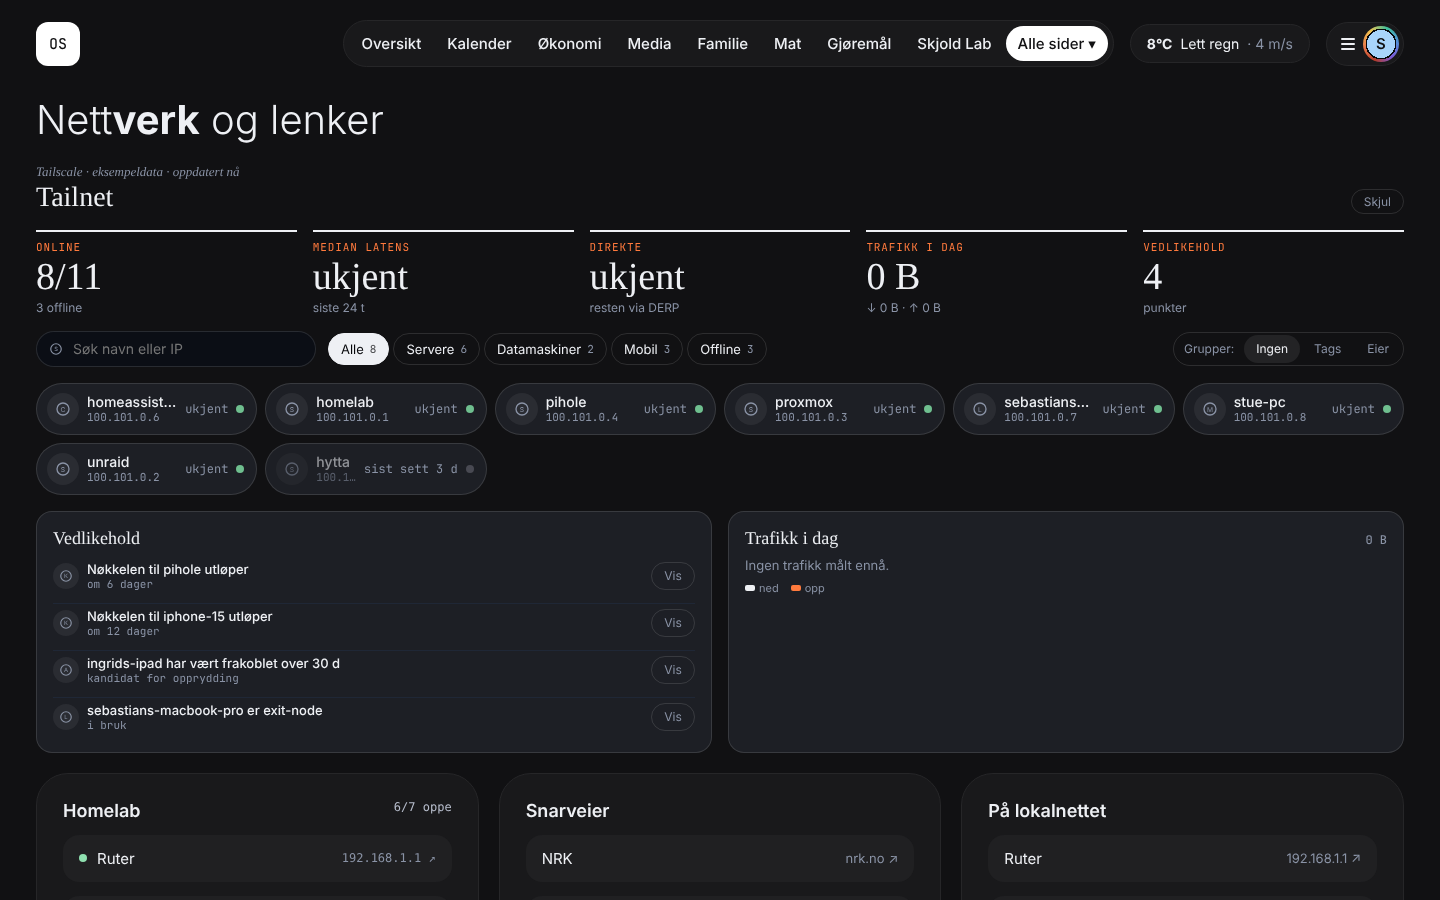 OS
Oversikt Kalender Økonomi Media Familie Mat Gjøremål Skjold Lab Alle sider ▾
8°C Lett regn · 4 m/s
S
Nettverk og lenker
Tailscale · eksempeldata · oppdatert nå
Tailnet
Skjul
ONLINE
8/11
3 offline
MEDIAN LATENS
ukjent
siste 24 t
DIREKTE
ukjent
resten via DERP
TRAFIKK I DAG
0 B
↓ 0 B · ↑ 0 B
VEDLIKEHOLD
4
punkter
Søk navn eller IP
Alle 8
Servere 6
Datamaskiner 2
Mobil 3
Offline 3
Grupper: Ingen Tags Eier
homeassist... ukjent
100.101.0.6
homelab ukjent
100.101.0.1
pihole ukjent
100.101.0.4
proxmox ukjent
100.101.0.3
sebastians... ukjent
100.101.0.7
stue-pc ukjent
100.101.0.8
unraid ukjent
100.101.0.2
hytta sist sett 3 d
100.1…
Vedlikehold
Nøkkelen til pihole utløper
om 6 dager
Vis
Nøkkelen til iphone-15 utløper
om 12 dager
Vis
ingrids-ipad har vært frakoblet over 30 d
kandidat for opprydding
Vis
sebastians-macbook-pro er exit-node
i bruk
Vis
Trafikk i dag
0 B
Ingen trafikk målt ennå.
ned opp
Homelab
6/7 oppe
Ruter 192.168.1.1 ↗
Snarveier
NRK nrk.no ↗
På lokalnettet
Ruter 192.168.1.1 ↗